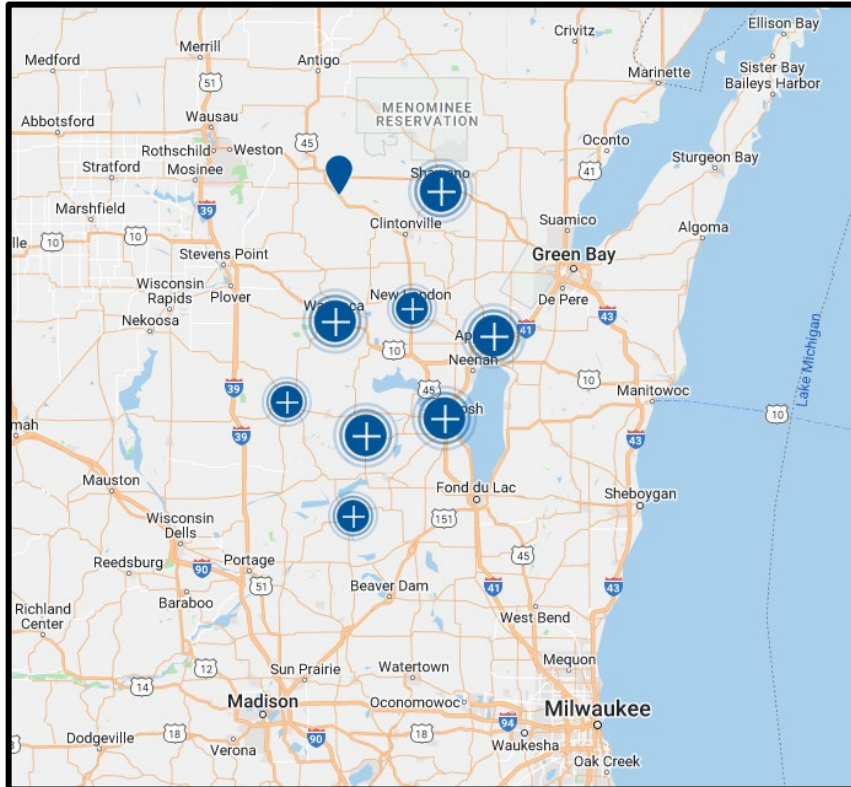 Ellison Bay
Crivitz
Merrill
Medford
Antigo
Sister Bay
Baileys Harbor
Marinette
51
MENOMINEE
RESERVATION
Abbotsford
Wausau
Rothschild
Weston
45
Oconto
Stratford
Mosinee
41
Sturgeon Bay
Marshfield
39
Suamico
Algoma
Clintonville
10
10
Stevens Point
Green Bay
Wisconsin
Rapids
Plover
New London
De Pere
Nekoosa
41
43
10
Neenah
Lake Michigan
39
45
10
Manitowoc
10
39
43
Mauston
Fond du Lac
Sheboygan
Wisconsin
Dells
151
Reedsburg
90
Portage
45
51
Beaver Dam
41
43
Baraboo
Richland
Center
West Bend
12
Sun Prairie
Watertown
Mequon
14
Madison
Oconomowoc
Milwaukee
94
18
90
18
Waukesha
Dodgeville
Verona
Oak Creek